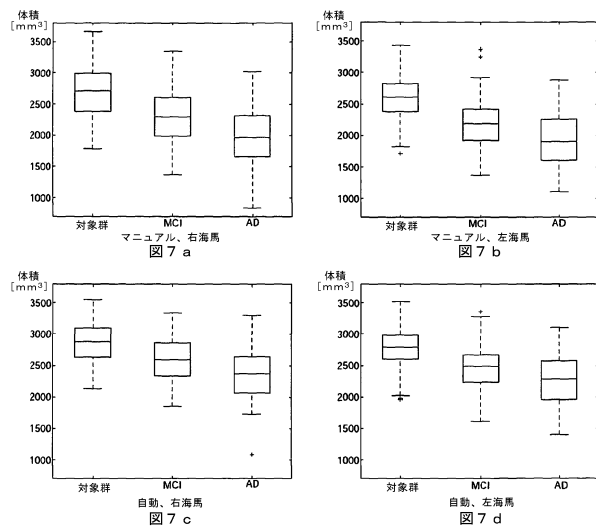 体積
[mm³]
3500
3000
2500
2000
1500
1000
対象群 MCI AD
マニュアル、右海馬
図7a
体積
[mm³]
3500
3000
2500
2000
1500
1000
対象群 MCI AD
マニュアル、左海馬
図7b
体積
[mm³]
3500
3000
2500
2000
1500
1000
対象群 MCI AD
自動、右海馬
図7c
体積
[mm³]
3500
3000
2500
2000
1500
1000
対象群 MCI AD
自動、左海馬
図7d